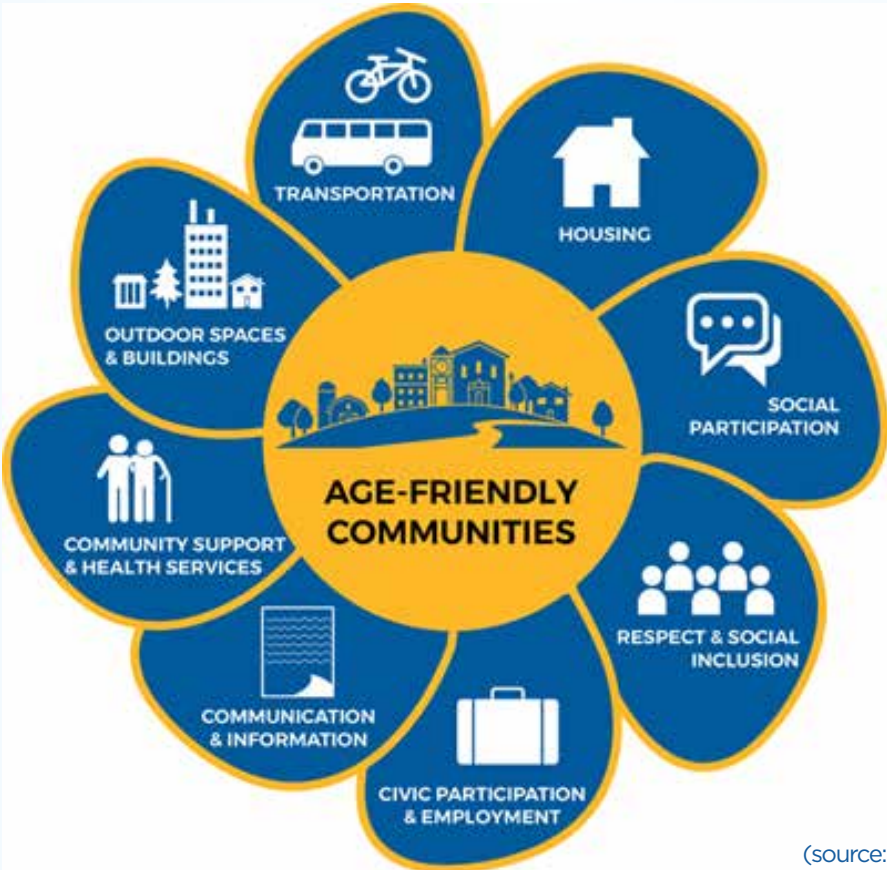 TRANSPORTATION
HOUSING
SOCIAL
PARTICIPATION
RESPECT & SOCIAL
INCLUSION
CIVIC PARTICIPATION
& EMPLOYMENT
COMMUNICATION
& INFORMATION
COMMUNITY SUPPORT
& HEALTH SERVICES
OUTDOOR SPACES
& BUILDINGS
AGE-FRIENDLY
COMMUNITIES
(source: